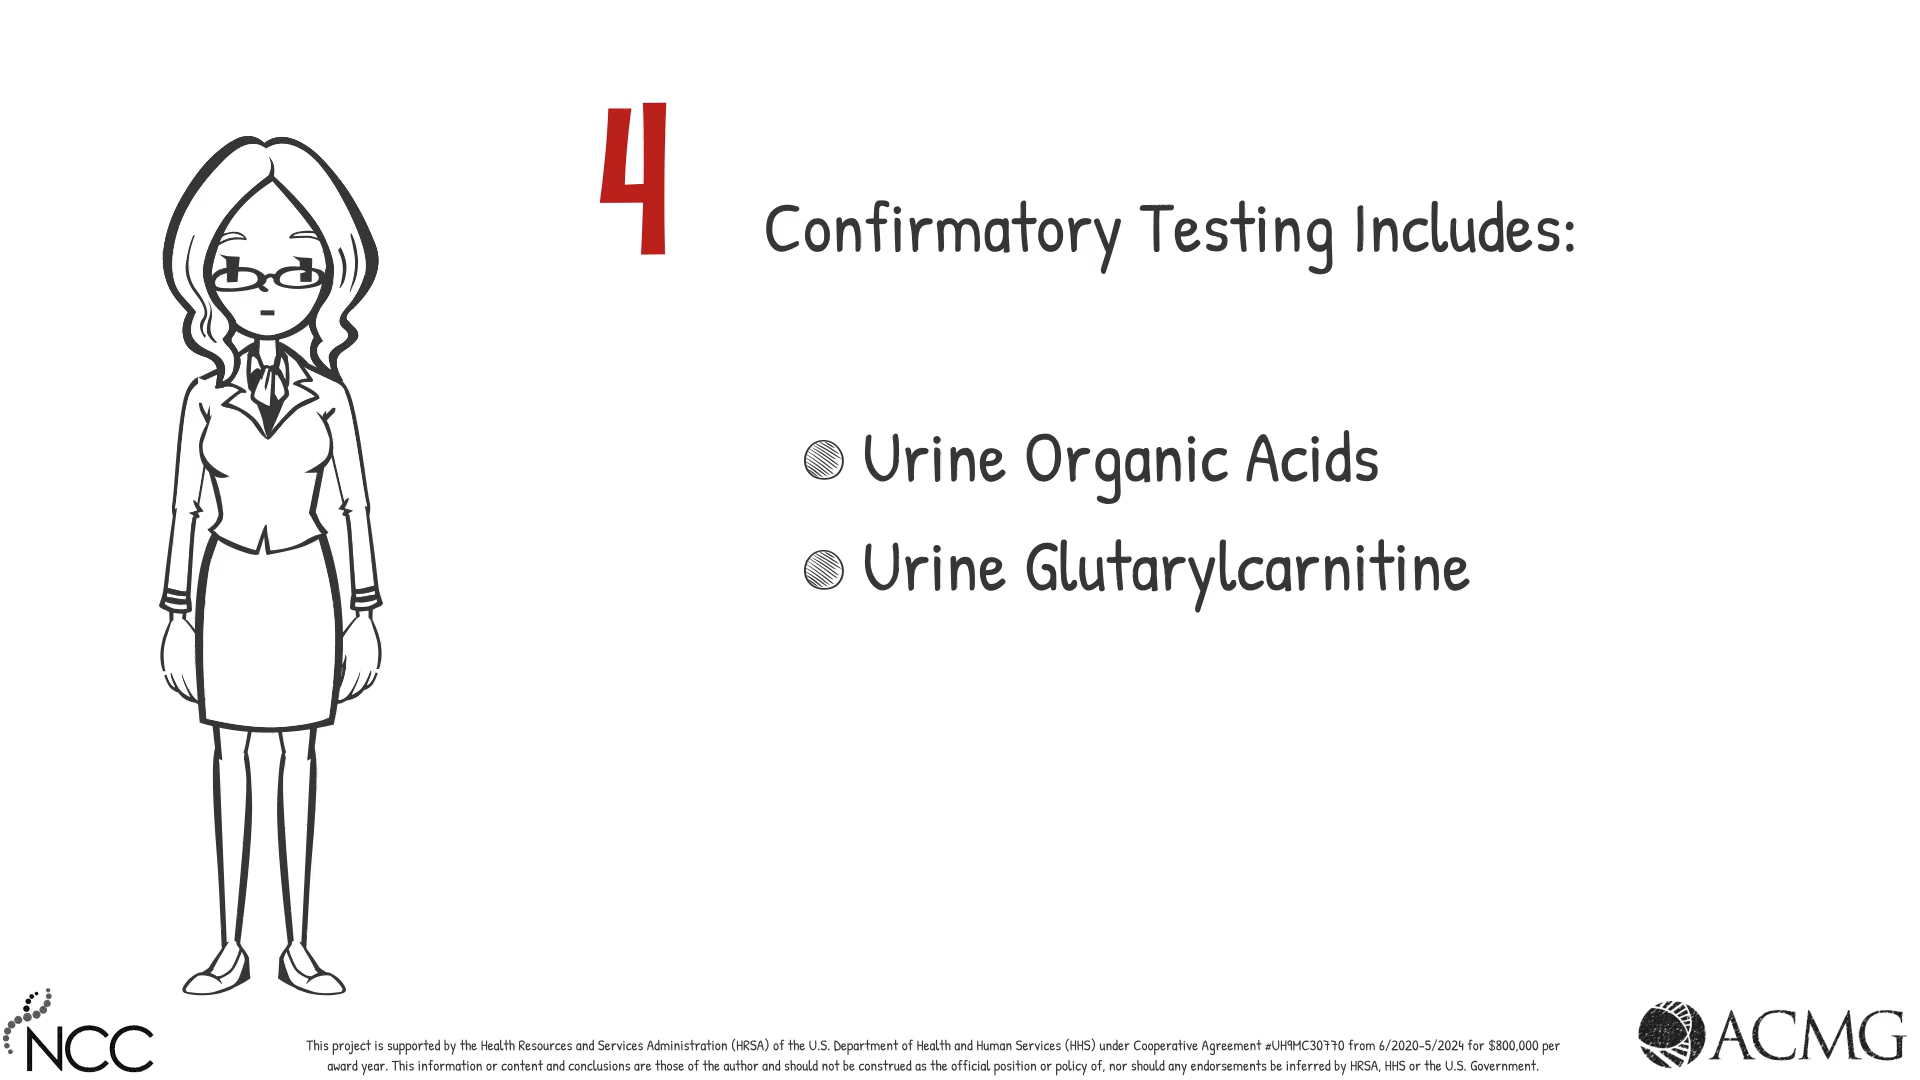 4
Confirmatory Testing Includes:
Urine Organic Acids
Urine Glutarylcarnitine
NCC
This project is supported by the Health Resources and Services Administration (HRSA) of the U.S. Department of Health and Human Services (HHS) under Cooperative Agreement #UH9MC30770 from 6/2020-5/2024 for $800,000 per
award year. This information or content and conclusions are those of the author and should not be construed as the official position or policy of, nor should any endorsements be inferred by HRSA, HHS or the U.S. Government.
ACMG